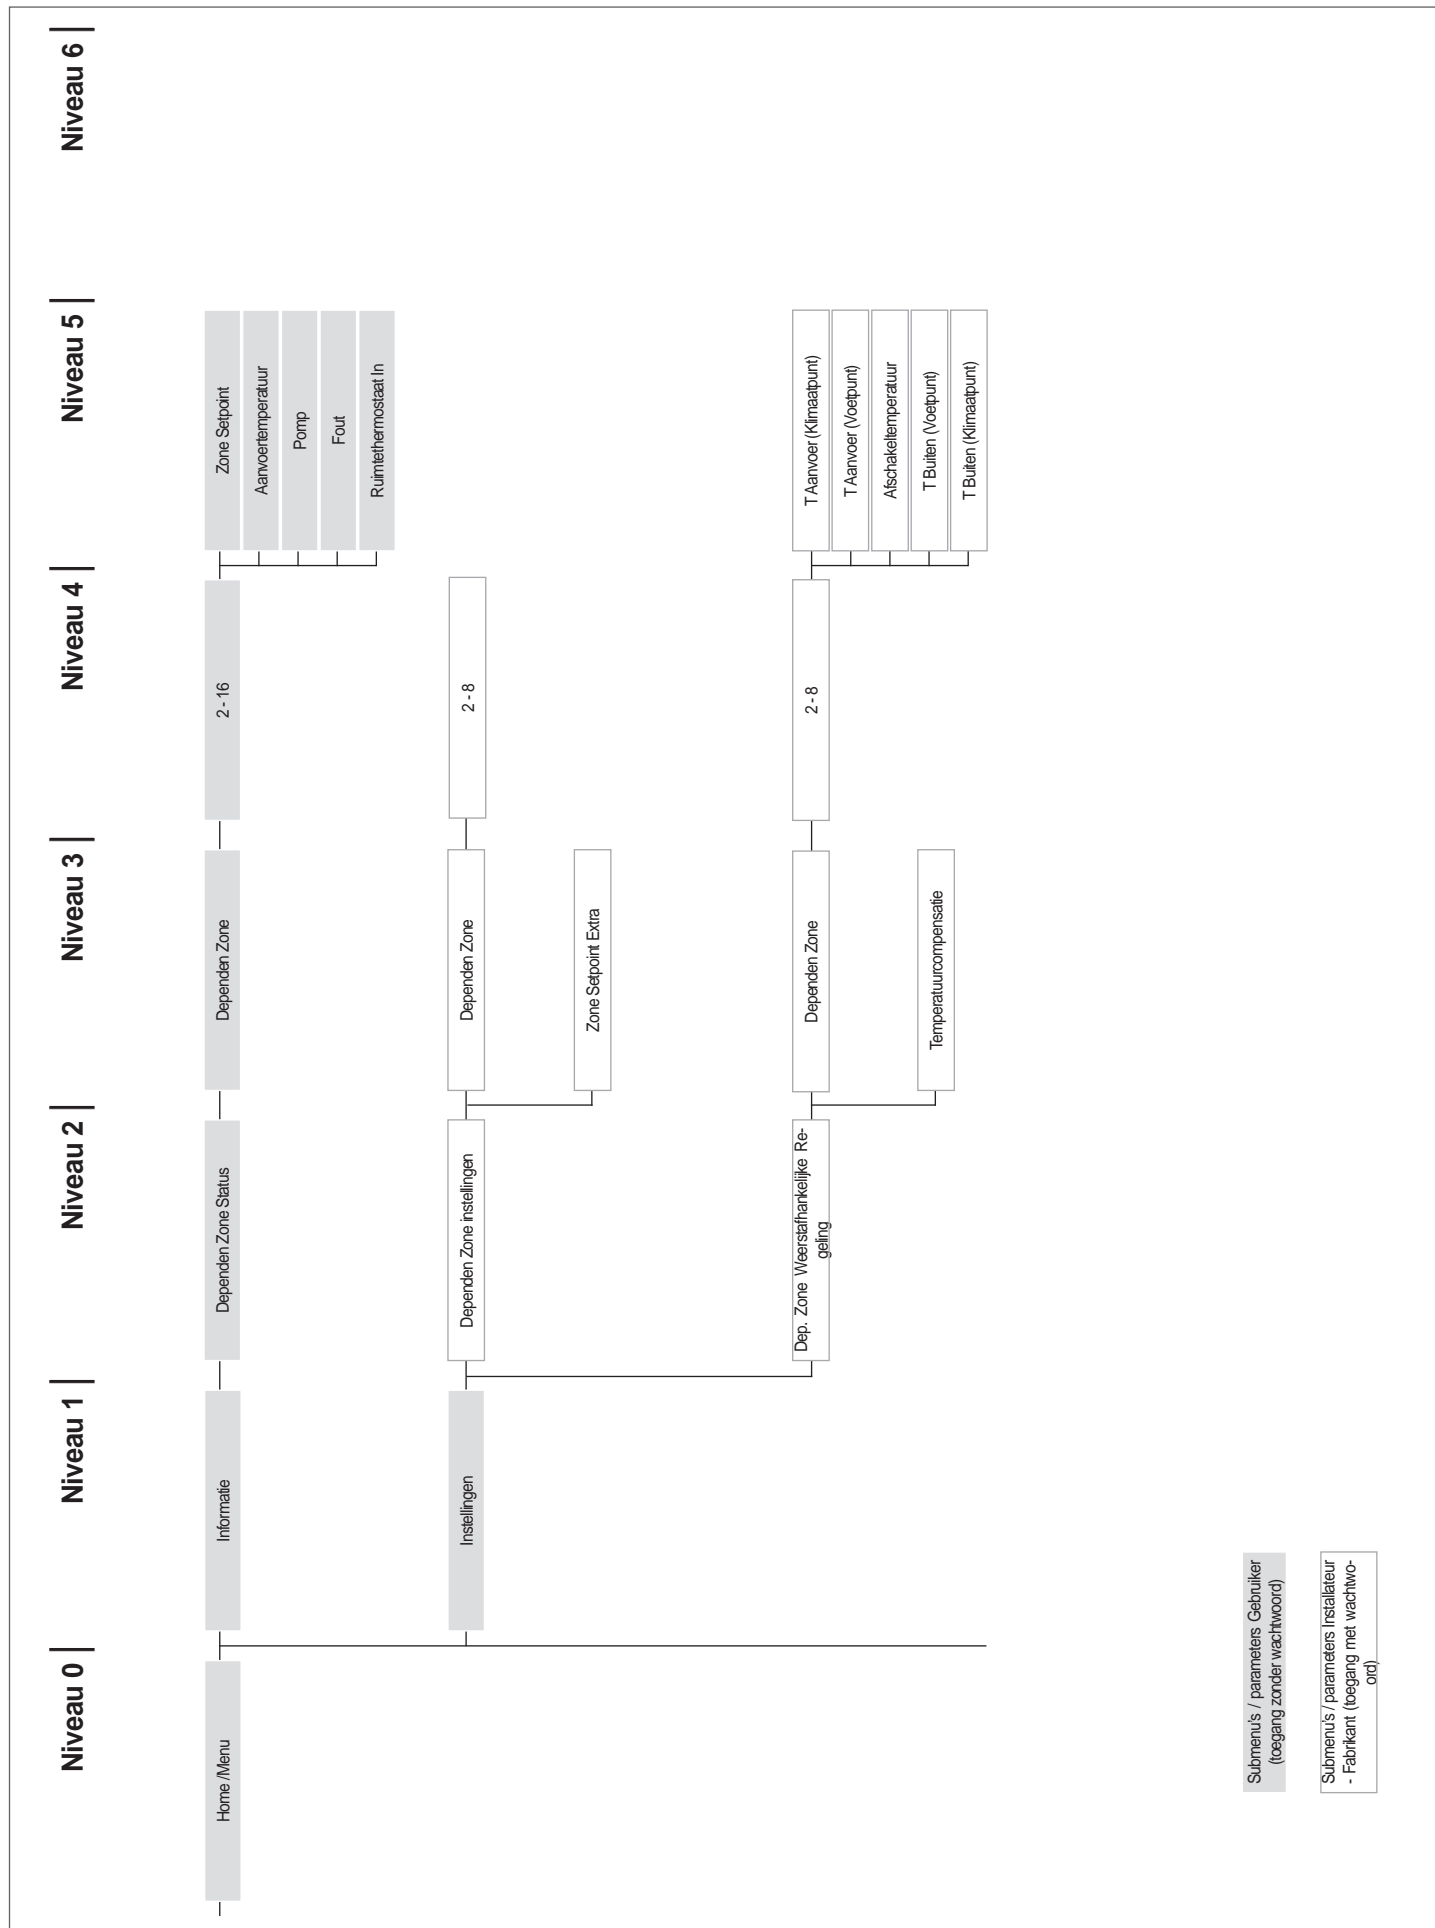 Niveau 0
Niveau 1
Niveau 2
Niveau 3
Niveau 4
Niveau 5
Niveau 6
Home /Menu
Informatie
Dependen Zone Status
Dependen Zone
2 - 16
Zone Setpoint
Aanvoertemperatuur
Pomp
Fout
Ruimtethermostaat In
Instellingen
Dependen Zone instellingen
Dependen Zone
2 - 8
Zone Setpoint Extra
Dep. Zone Weerstafhankelijke Re-
geling
Dependen Zone
2 - 8
T Aanvoer (Klimaatpunt)
T Aanvoer (Voetpunt)
Afschakeltemperatuur
T Buiten (Voetpunt)
T Buiten (Klimaatpunt)
Temperatuurcompensatie
Submenu's / parameters Gebruiker
(toegang zonder wachtwoord)
Submenu's / parameters Installateur
- Fabrikant (toegang met wachtwo-
ord)